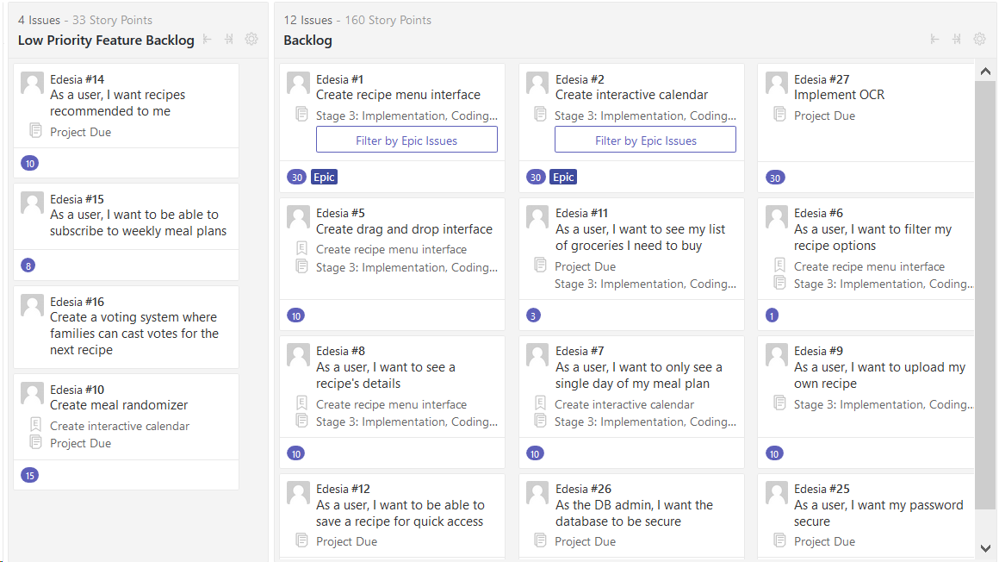 4 Issues - 33 Story Points
Low Priority Feature Backlog
Edesia #14
As a user, I want recipes
recommended to me
Project Due
10
Edesia #15
As a user, I want to be able to
subscribe to weekly meal plans
8
Edesia #16
Create a voting system where
families can cast votes for the
next recipe
Edesia #10
Create meal randomizer
E Create interactive calendar
Project Due
15
12 Issues - 160 Story Points
Backlog
Edesia #1
Create recipe menu interface
Stage 3: Implementation, Coding...
Filter by Epic Issues
30 Epic
Edesia #2
Create interactive calendar
Stage 3: Implementation, Coding...
Filter by Epic Issues
30 Epic
Edesia #27
Implement OCR
Project Due
30
Edesia #5
Create drag and drop interface
E Create recipe menu interface
Stage 3: Implementation, Coding...
10
Edesia #11
As a user, I want to see my list
of groceries I need to buy
Project Due
Stage 3: Implementation, Coding...
3
Edesia #6
As a user, I want to filter my
recipe options
E Create recipe menu interface
Stage 3: Implementation, Coding...
1
Edesia #8
As a user, I want to see a
recipe's details
E Create recipe menu interface
Stage 3: Implementation, Coding...
10
Edesia #7
As a user, I want to only see a
single day of my meal plan
E Create interactive calendar
Stage 3: Implementation, Coding...
10
Edesia #9
As a user, I want to upload my
own recipe
Stage 3: Implementation, Coding...
10
Edesia #12
As a user, I want to be able to
save a recipe for quick access
Project Due
Edesia #26
As the DB admin, I want the
database to be secure
Project Due
Edesia #25
As a user, I want my password
secure
Project Due